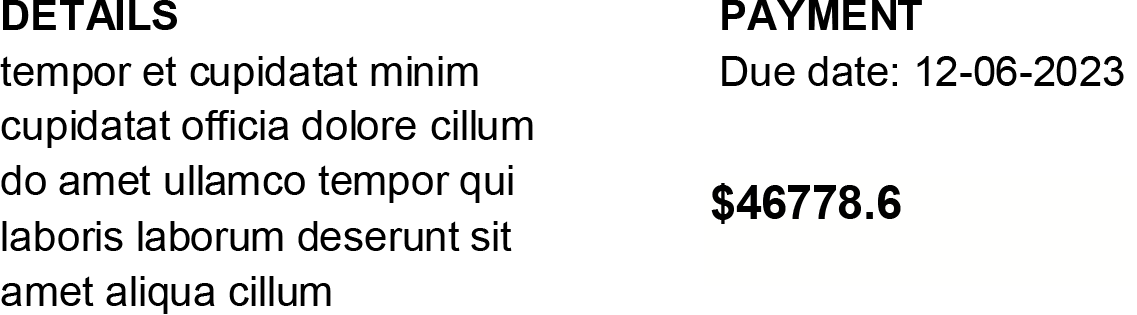 DETAILS
tempor et cupidatat minim
cupidatat officia dolore cillum
do amet ullamco tempor qui
laboris laborum deserunt sit
amet aliqua cillum
PAYMENT
Due date: 12-06-2023
$46778.6